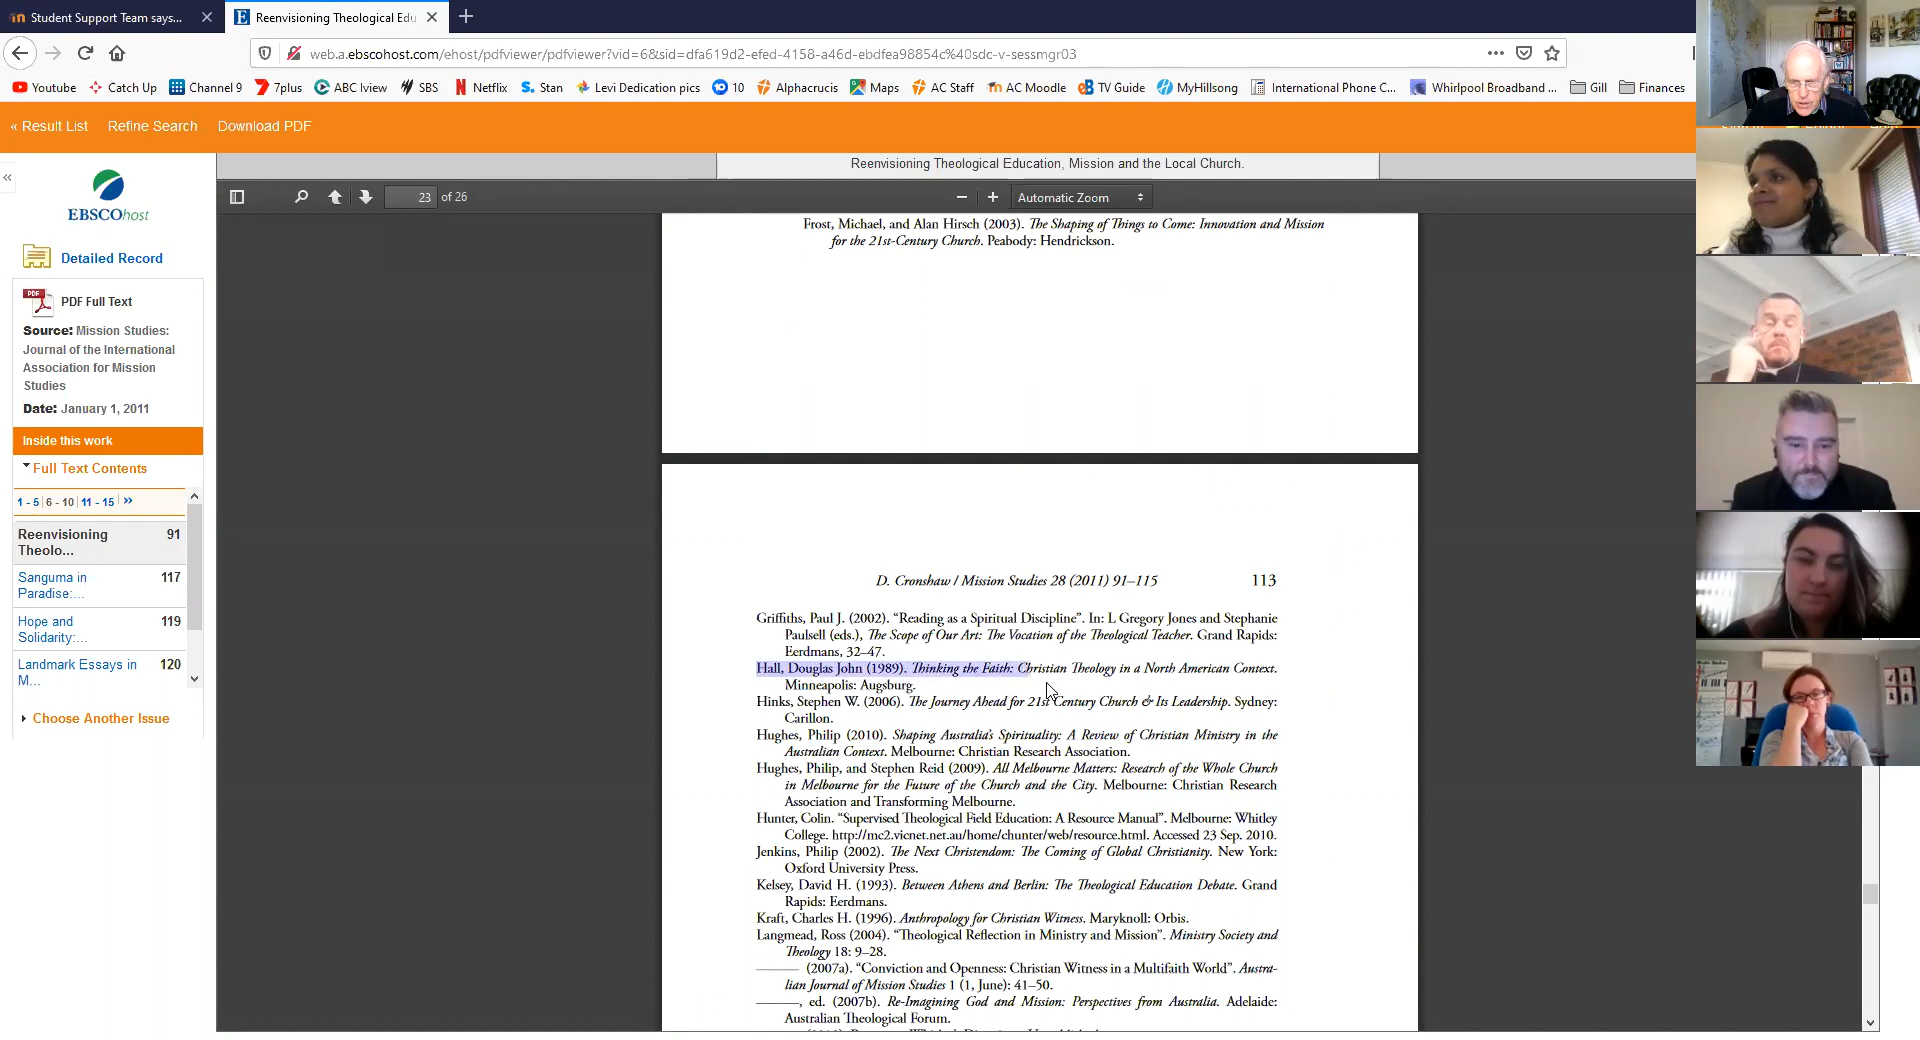 Student Support Team says...
Reenvisioning Theological Edu
web.a.ebscohost.com/ehost/pdfviewer/pdfviewer?vid=6&sid=dfa619d2-efed-4158-a46d-ebdfea98854c%40sdc-v-sessmgr03
YouTube Catch Up Channel 9 7plus ABC Iview SBS Netflix Stan Levi Dedication pics 10 Alphacrucis Maps AC Staff AC Moodle TV Guide MyHillsong International Phone C... Whirlpool Broadband ... Gill Finances
« Result List Refine Search Download PDF
Reenvisioning Theological Education, Mission and the Local Church.
23 of 26
Automatic Zoom
EBSCOhost
Detailed Record
PDF Full Text
Source: Mission Studies:
Journal of the International
Association for Mission
Studies
Date: January 1, 2011
Inside this work
Full Text Contents
1 - 5 | 6 - 10 | 11 - 15 | »
Reenvisioning 91
Theolo...
Sanguma in 117
Paradise:...
Hope and 119
Solidarity:...
Landmark Essays in 120
M...
Choose Another Issue
Frost, Michael, and Alan Hirsch (2003). The Shaping of Things to Come: Innovation and Mission
for the 21st-Century Church. Peabody: Hendrickson.
D. Cronshaw / Mission Studies 28 (2011) 91–115 113
Griffiths, Paul J. (2002). “Reading as a Spiritual Discipline”. In: L Gregory Jones and Stephanie
Paulsell (eds.), The Scope of Our Art: The Vocation of the Theological Teacher. Grand Rapids:
Eerdmans, 32–47.
Hall, Douglas John (1989). Thinking the Faith: Christian Theology in a North American Context.
Minneapolis: Augsburg.
Hinks, Stephen W. (2006). The Journey Ahead for 21st Century Church & Its Leadership. Sydney:
Carillon.
Hughes, Philip (2010). Shaping Australia's Spirituality: A Review of Christian Ministry in the
Australian Context. Melbourne: Christian Research Association.
Hughes, Philip, and Stephen Reid (2009). All Melbourne Matters: Research of the Whole Church
in Melbourne for the Future of the Church and the City. Melbourne: Christian Research
Association and Transforming Melbourne.
Hunter, Colin. “Supervised Theological Field Education: A Resource Manual”. Melbourne: Whitley
College. http://mc2.vicnet.net.au/home/chunter/web/resource.html. Accessed 23 Sep. 2010.
Jenkins, Philip (2002). The Next Christendom: The Coming of Global Christianity. New York:
Oxford University Press.
Kelsey, David H. (1993). Between Athens and Berlin: The Theological Education Debate. Grand
Rapids: Eerdmans.
Kraft, Charles H. (1996). Anthropology for Christian Witness. Maryknoll: Orbis.
Langmead, Ross (2004). “Theological Reflection in Ministry and Mission”. Ministry Society and
Theology 18: 9–28.
——— (2007a). “Conviction and Openness: Christian Witness in a Multifaith World”. Austra-
lian Journal of Mission Studies 1 (1, June): 41–50.
———, ed. (2007b). Re-Imagining God and Mission: Perspectives from Australia. Adelaide:
Australian Theological Forum.